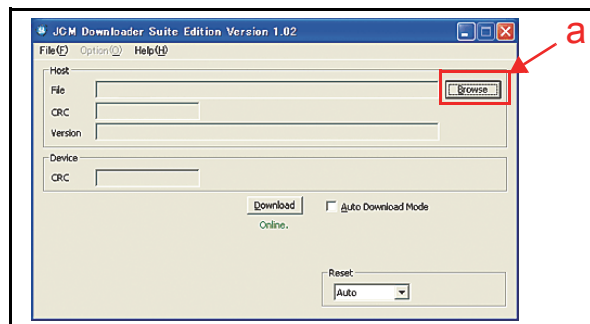 JCM Downloader Suite Edition Version 1.02
a
File(F) Option(O) Help(H)
Host
File Browse
CRC
Version
Device
CRC
Download Auto Download Mode
Online.
Reset
Auto